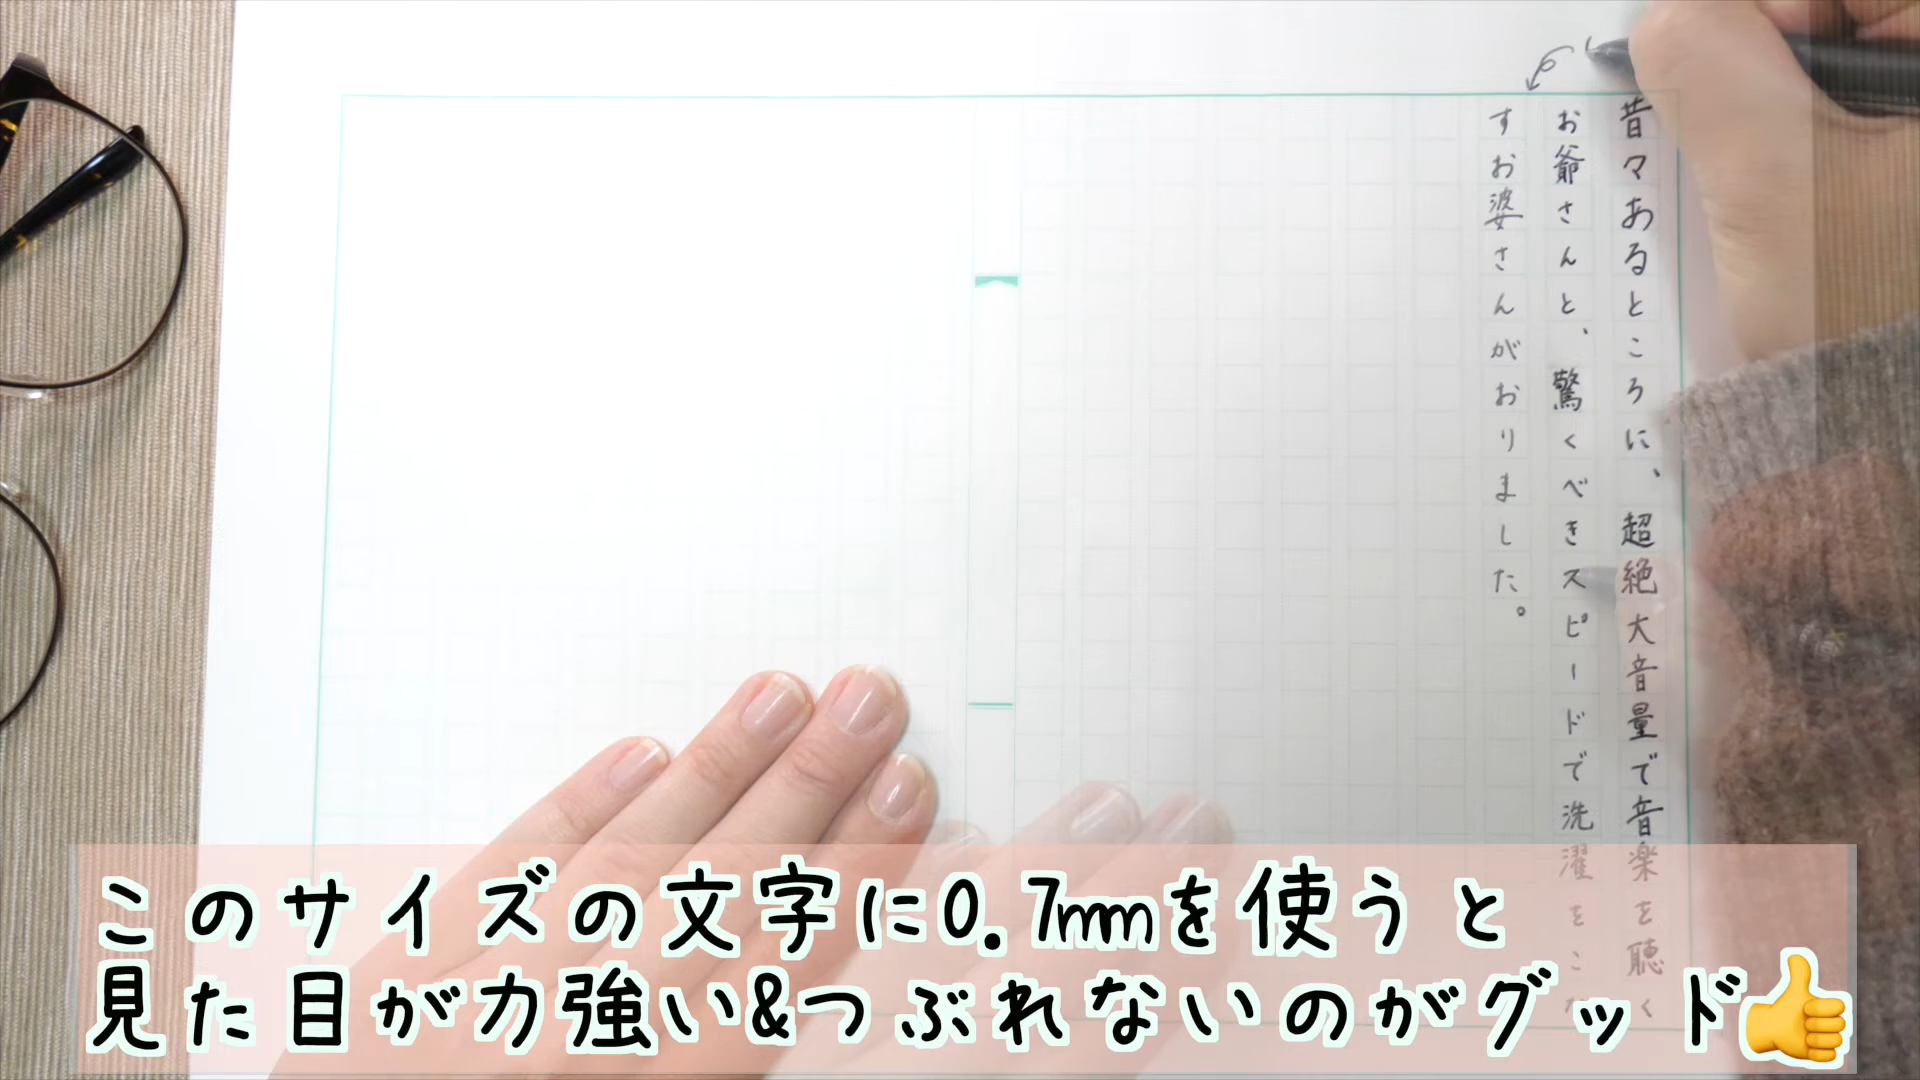 昔々あるところに、超絶大音量で音楽を聴く
お爺さんと、驚くべきスピードで洗濯をこな
すお婆さんがおりました。
このサイズの文字に0.7mmを使うと
見た目が力強い&つぶれないのがグッド👍